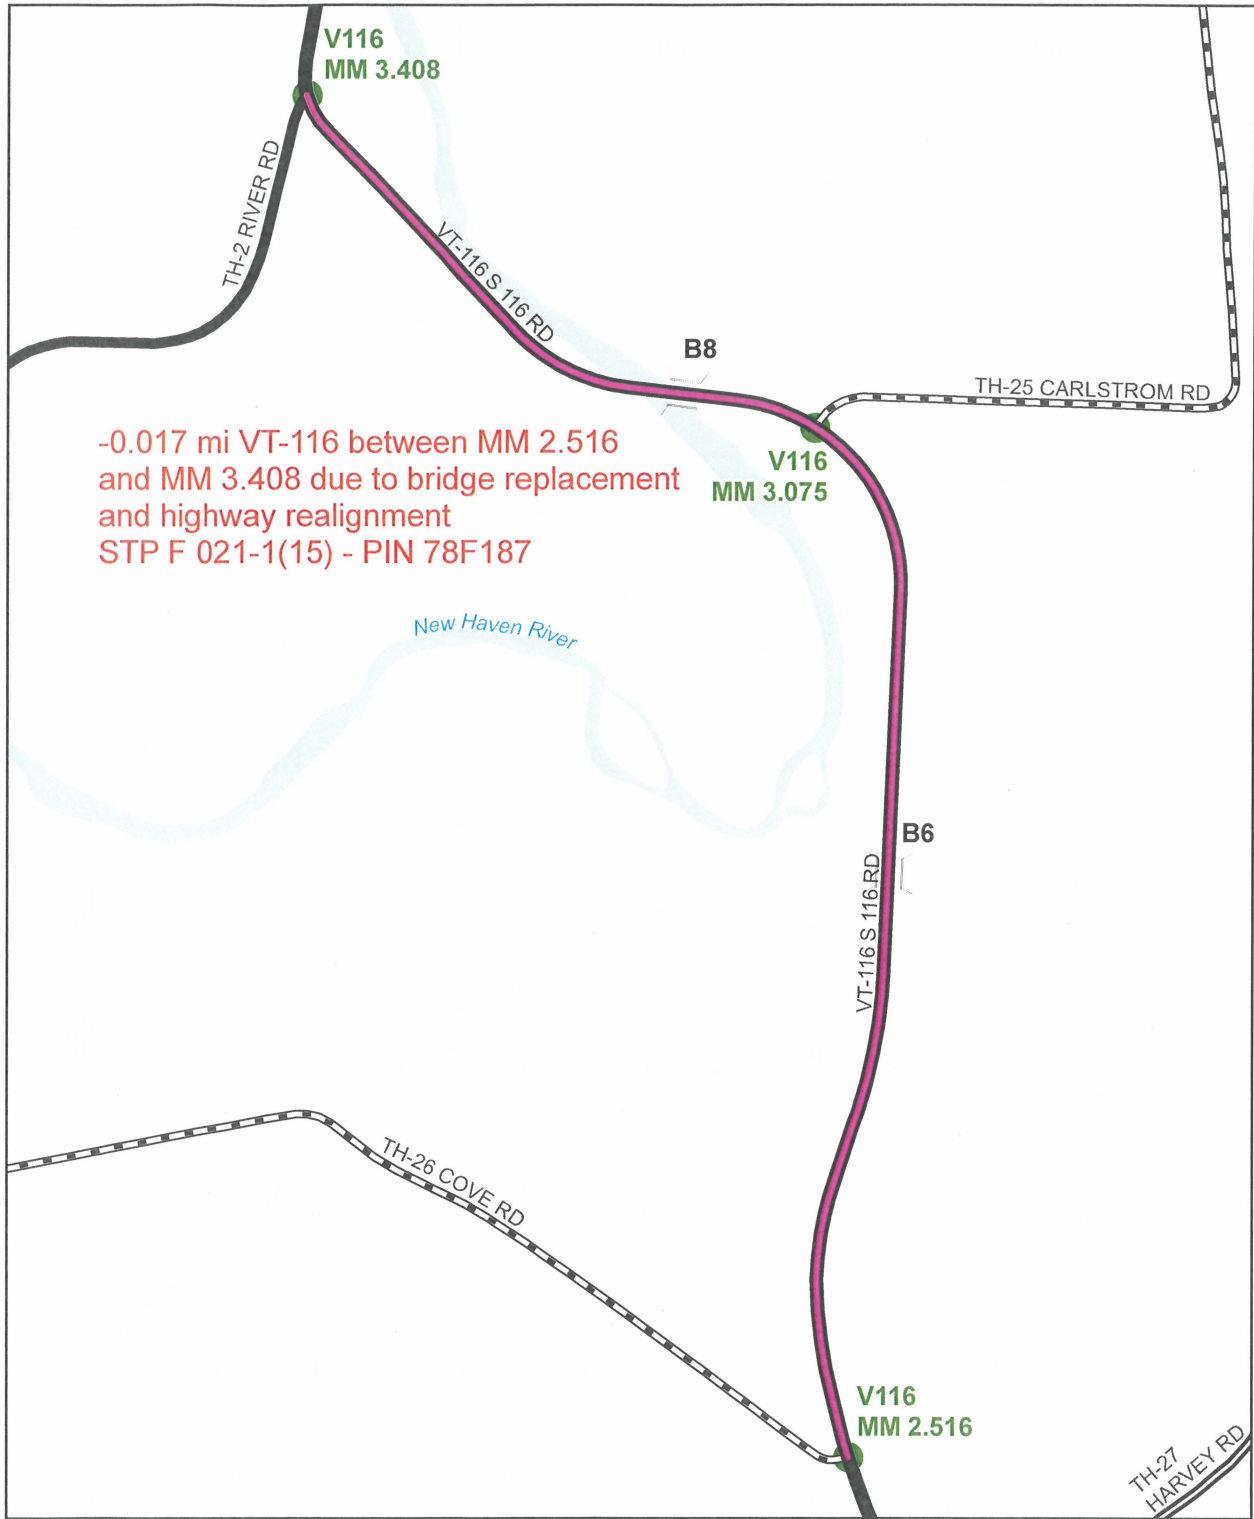 V116
MM 3.408
TH-2 RIVER RD
VT-116 S 116 RD
B8
TH-25 CARLSTROM RD
-0.017 mi VT-116 between MM 2.516
and MM 3.408 due to bridge replacement
and highway realignment
STP F 021-1(15) - PIN 78F187
V116
MM 3.075
New Haven River
B6
VT-116 S 116 RD
TH-26 COVE RD
V116
MM 2.516
TH-27
HARVEY RD